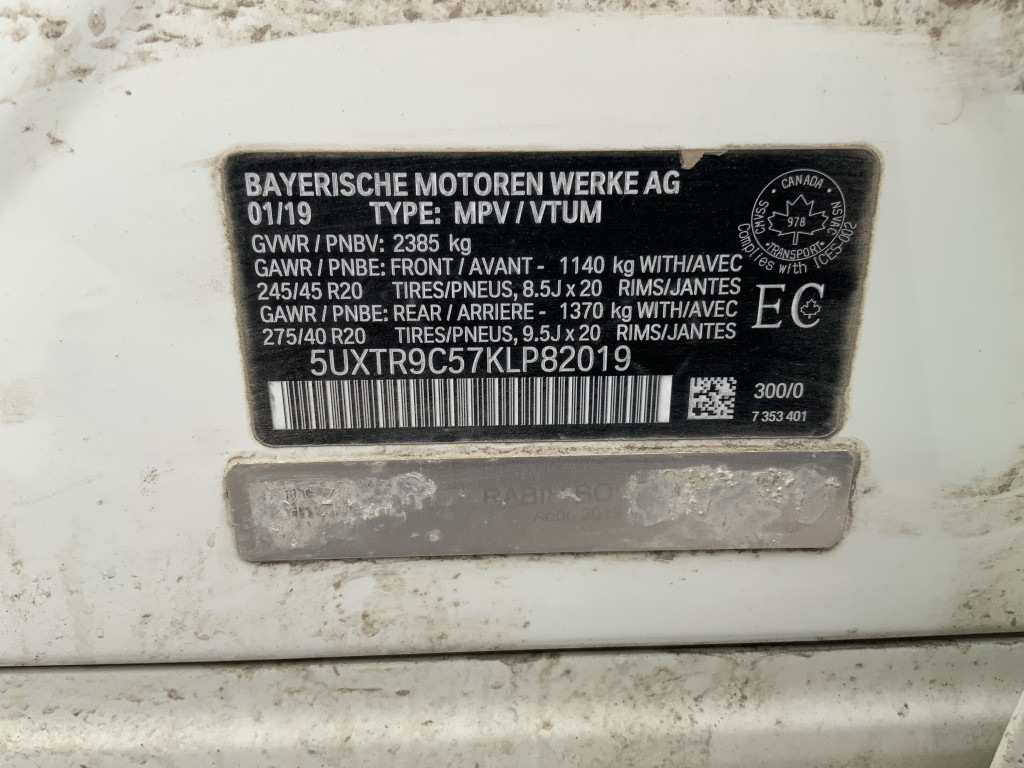 BAYERISCHE MOTOREN WERKE AG
01/19 TYPE: MPV / VTUM
GVWR / PNBV: 2385 kg
GAWR / PNBE: FRONT / AVANT - 1140 kg WITH/AVEC
245/45 R20 TIRES/PNEUS, 8.5J x 20 RIMS/JANTES
GAWR / PNBE: REAR / ARRIERE - 1370 kg WITH/AVEC
275/40 R20 TIRES/PNEUS, 9.5J x 20 RIMS/JANTES
5UXTR9C57KLP82019
CANADA
CMVSS
NSVAC
978
TRANSPORT
Complies with ICES-002
EC
300/0
7 353 401